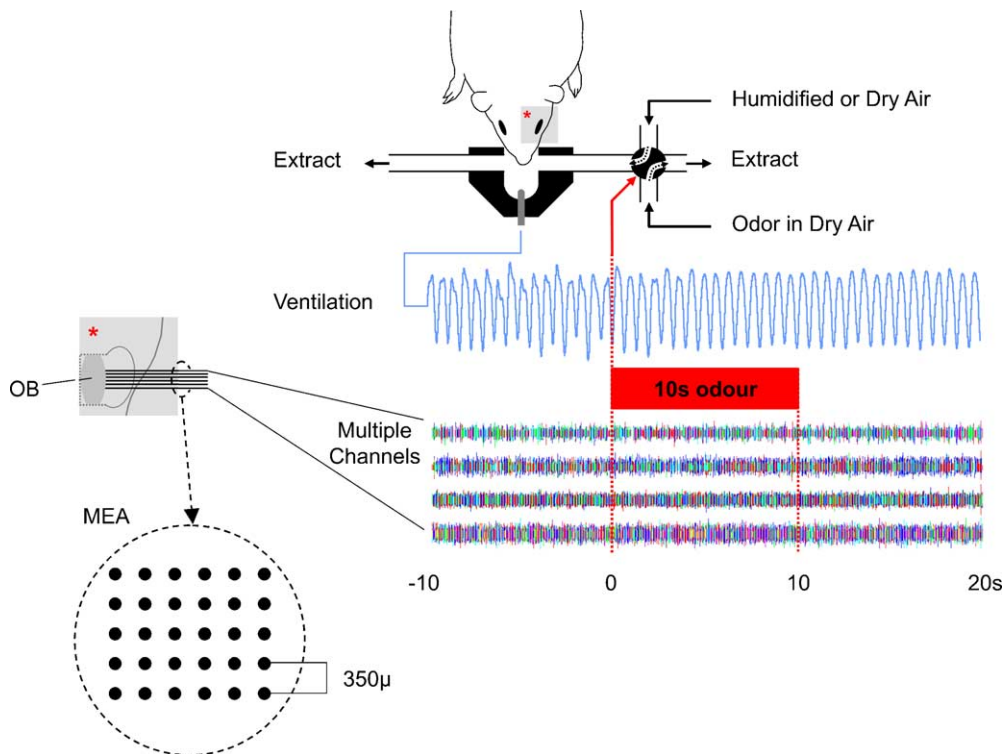 *
Humidified or Dry Air
Extract
Extract
Odor in Dry Air
Ventilation
*
OB
10s odour
Multiple
Channels
MEA
-10
0
10
20s
350µ